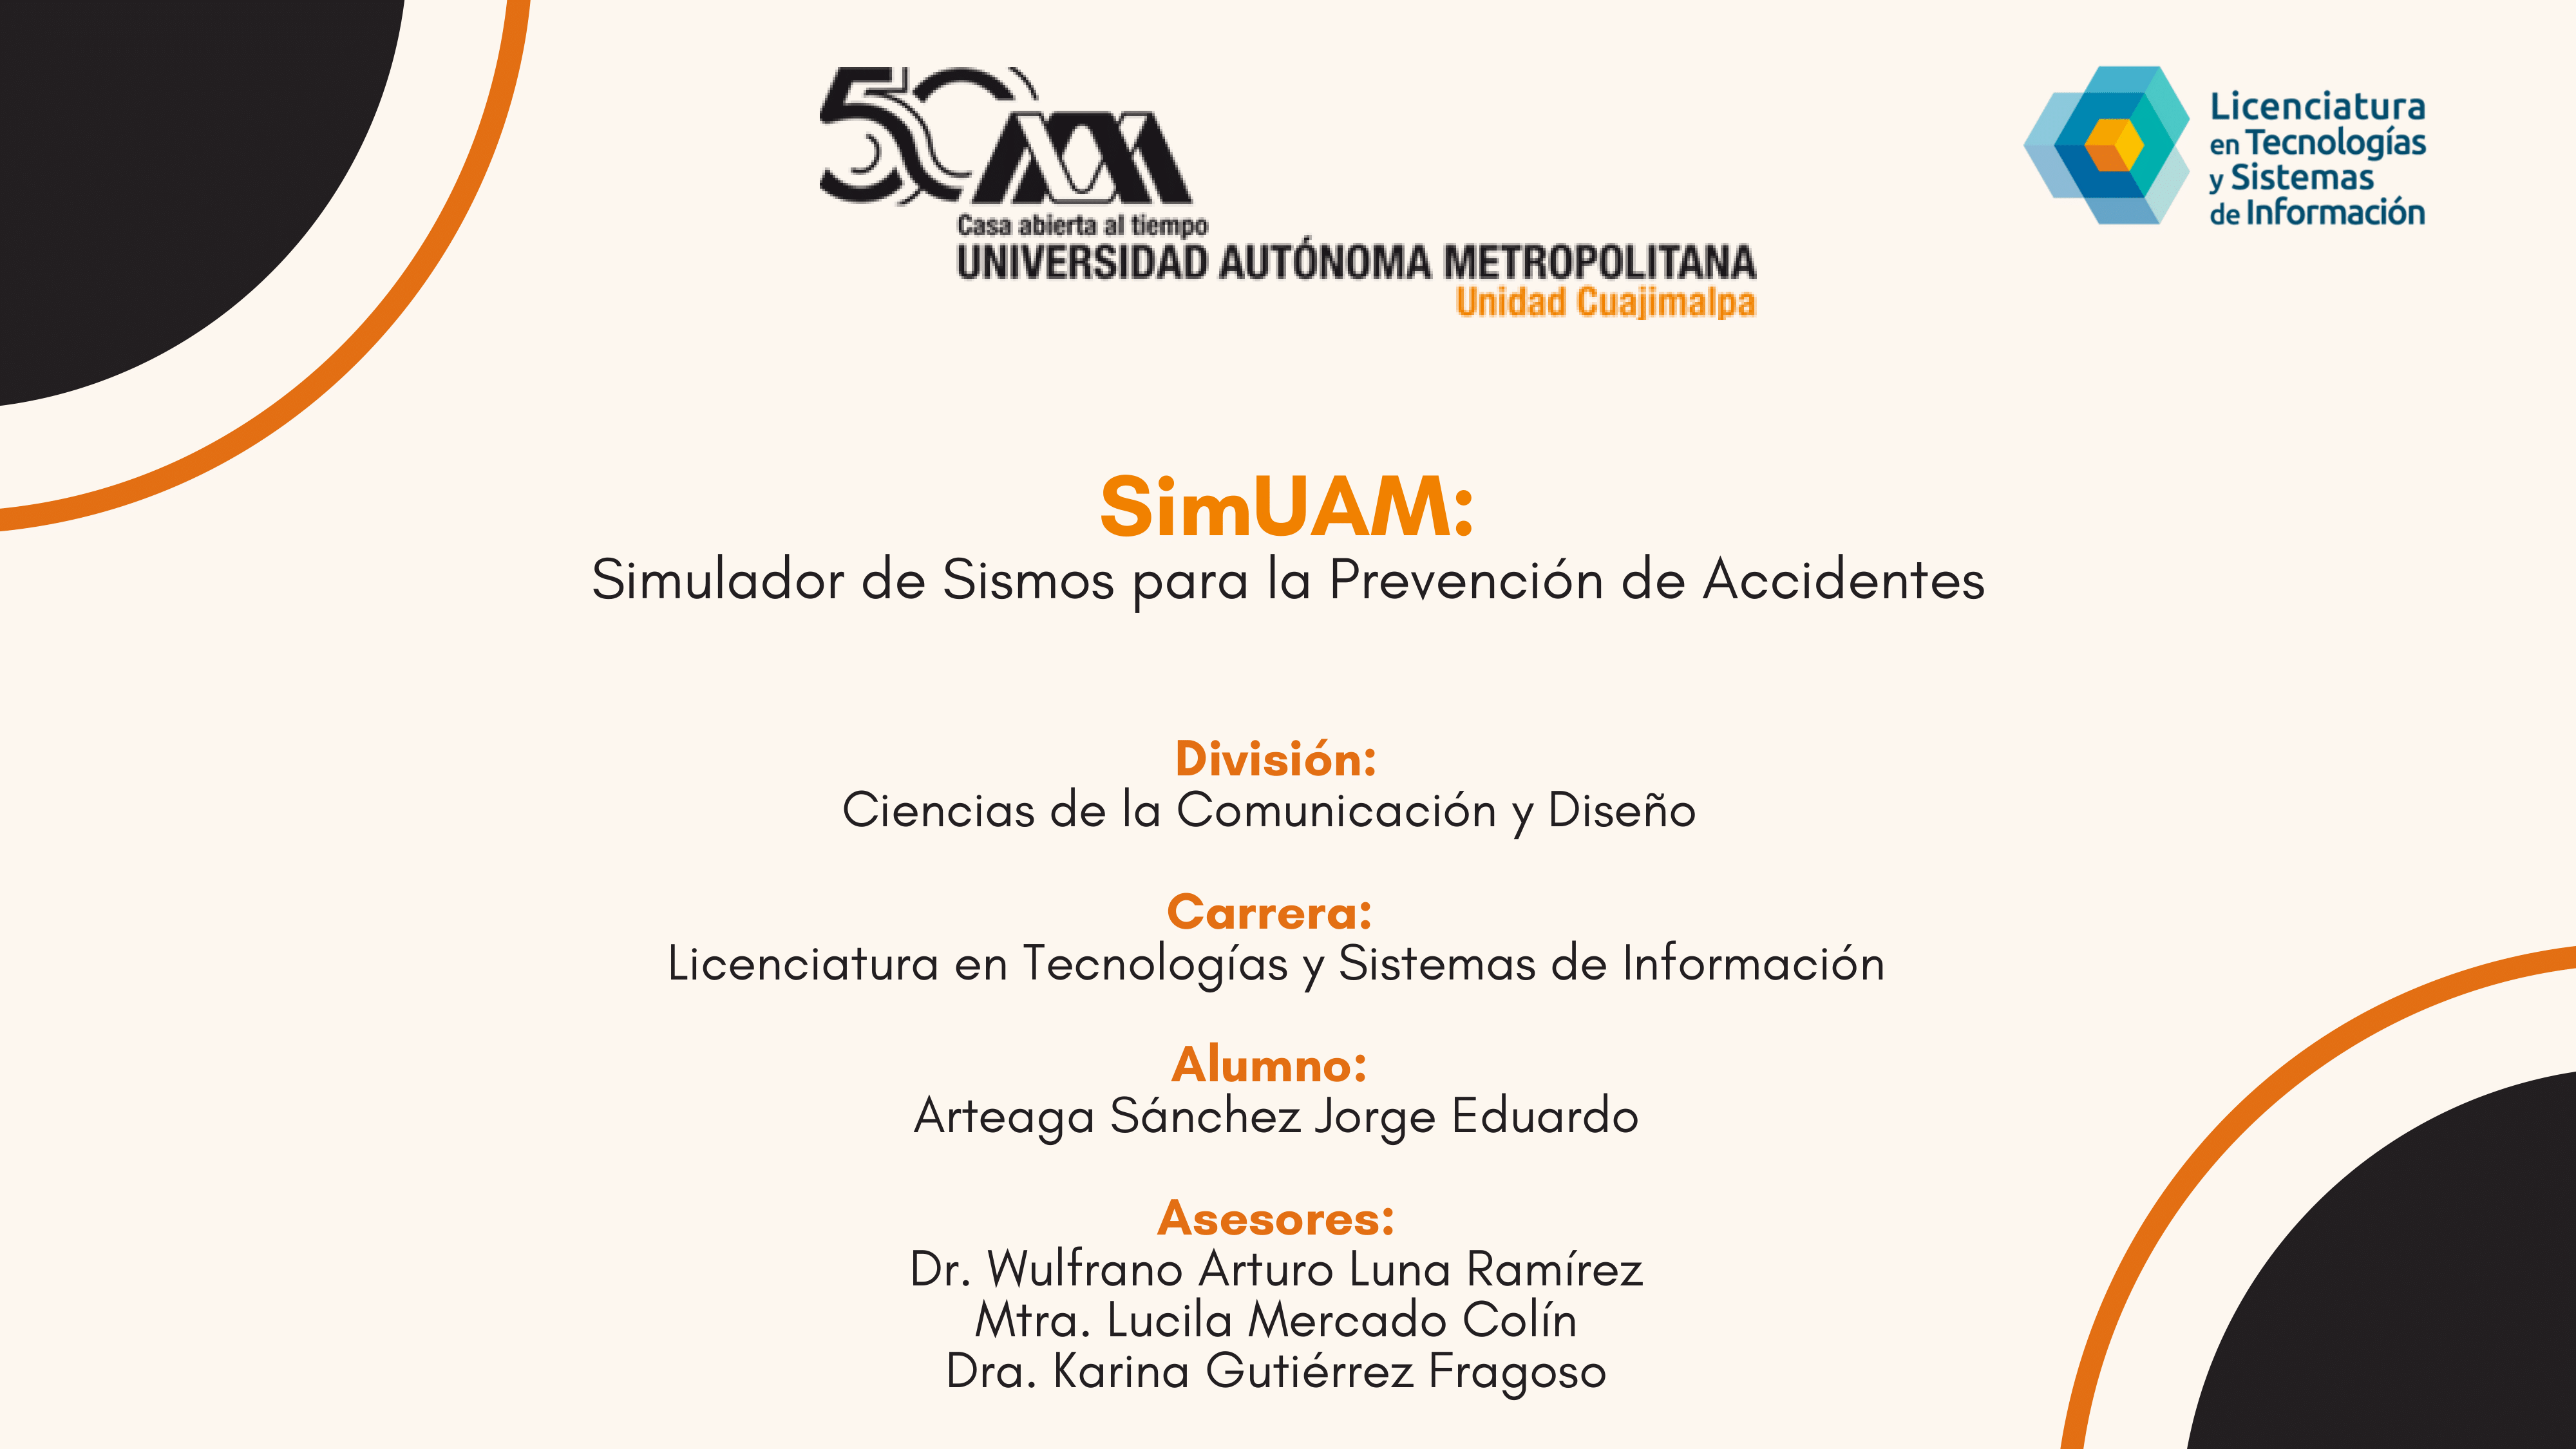 50
Casa abierta al tiempo
UNIVERSIDAD AUTÓNOMA METROPOLITANA
Unidad Cuajimalpa
Licenciatura
en Tecnologías
y Sistemas
de Información
SimUAM:
Simulador de Sismos para la Prevención de Accidentes
División:
Ciencias de la Comunicación y Diseño
Carrera:
Licenciatura en Tecnologías y Sistemas de Información
Alumno:
Arteaga Sánchez Jorge Eduardo
Asesores:
Dr. Wulfrano Arturo Luna Ramírez
Mtra. Lucila Mercado Colín
Dra. Karina Gutiérrez Fragoso